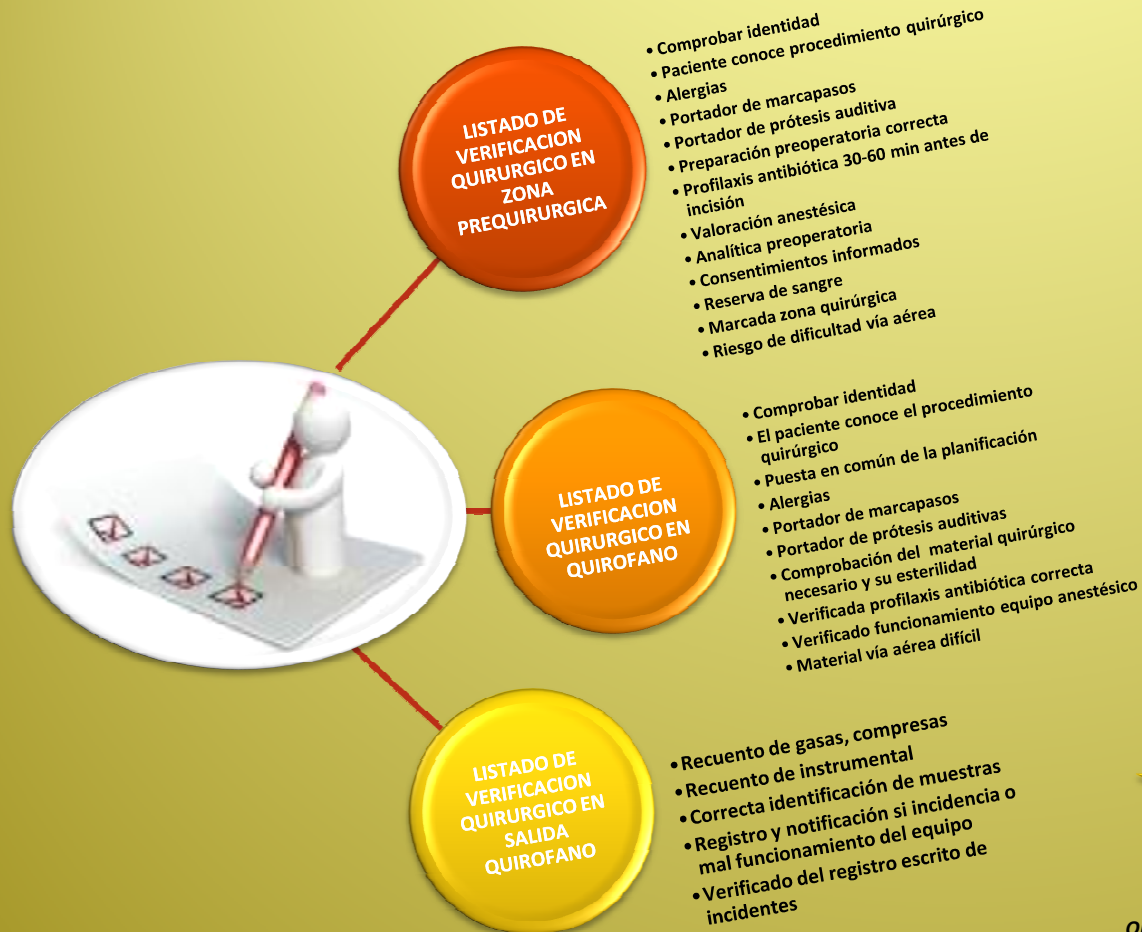 LISTADO DE
VERIFICACION
QUIRURGICO EN
ZONA
PREQUIRURGICA
• Comprobar identidad
• Paciente conoce procedimiento quirúrgico
• Alergias
• Portador de marcapasos
• Portador de prótesis auditiva
• Preparación preoperatoria correcta
• Profilaxis antibiótica 30-60 min antes de
incisión
• Valoración anestésica
• Analítica preoperatoria
• Consentimientos informados
• Reserva de sangre
• Marcada zona quirúrgica
• Riesgo de dificultad vía aérea
LISTADO DE
VERIFICACION
QUIRURGICO EN
QUIROFANO
• Comprobar identidad
• El paciente conoce el procedimiento
quirúrgico
• Puesta en común de la planificación
• Alergias
• Portador de marcapasos
• Portador de prótesis auditivas
• Comprobación del material quirúrgico
necesario y su esterilidad
• Verificada profilaxis antibiótica correcta
• Verificado funcionamiento equipo anestésico
• Material vía aérea difícil
LISTADO DE
VERIFICACION
QUIRURGICO EN
SALIDA
QUIROFANO
• Recuento de gasas, compresas
• Recuento de instrumental
• Correcta identificación de muestras
• Registro y notificación si incidencia o
mal funcionamiento del equipo
• Verificado del registro escrito de
incidentes